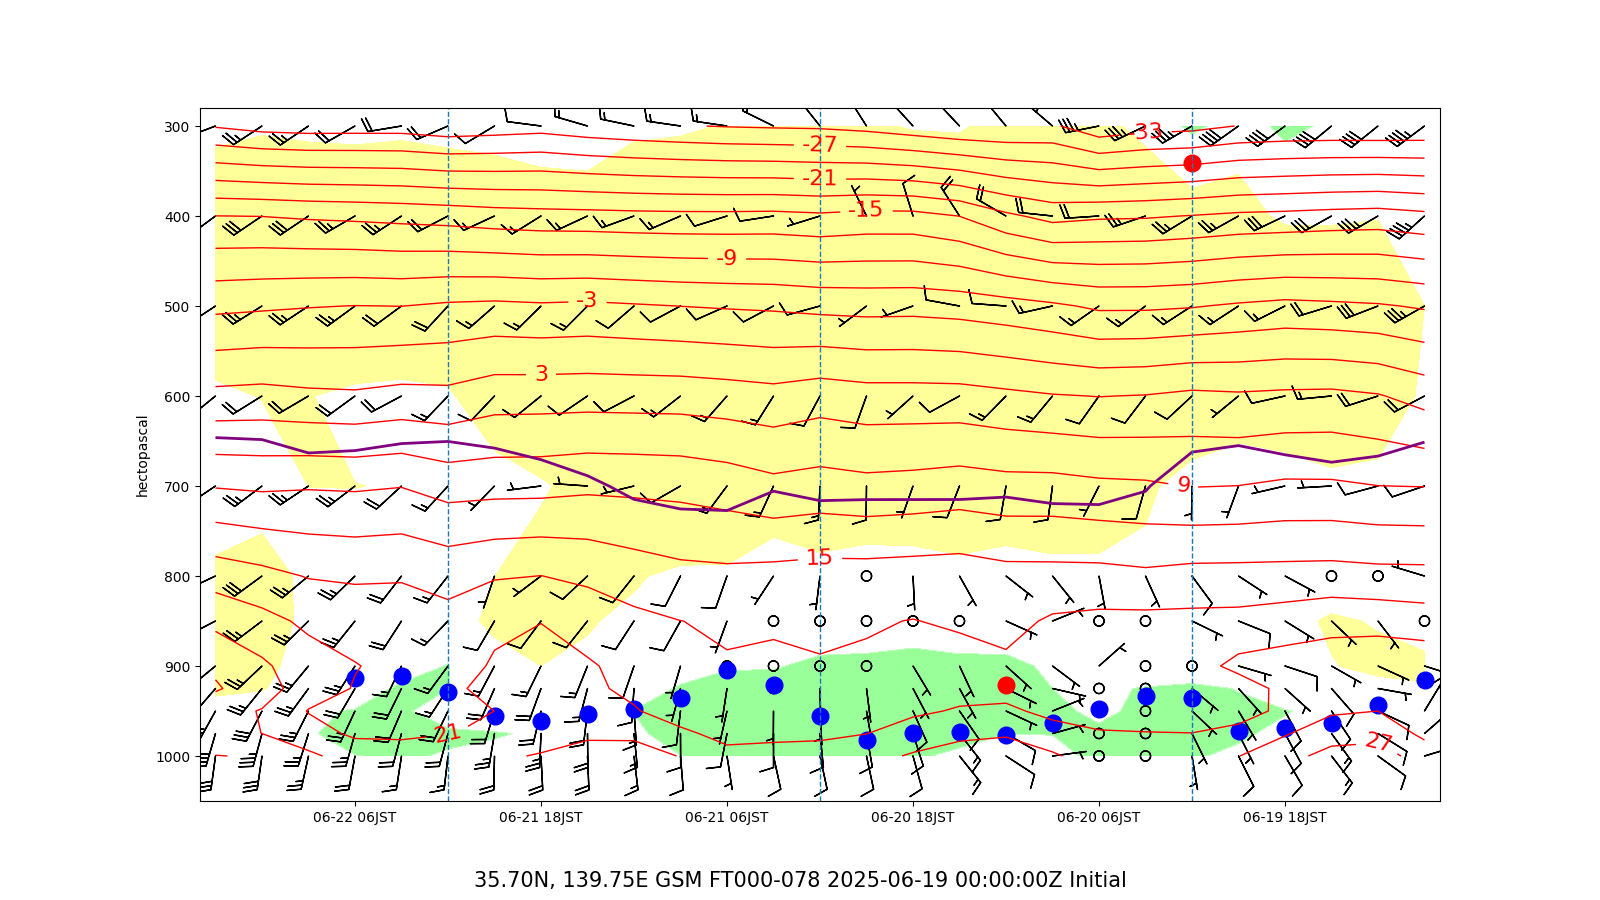 300
400
500
600
700
800
900
1000
hectopascal
-33
-27
-21
-15
-9
-3
3
9
15
21
27
06-22 06JST
06-21 18JST
06-21 06JST
06-20 18JST
06-20 06JST
06-19 18JST
35.70N, 139.75E GSM FT000-078 2025-06-19 00:00:00Z Initial